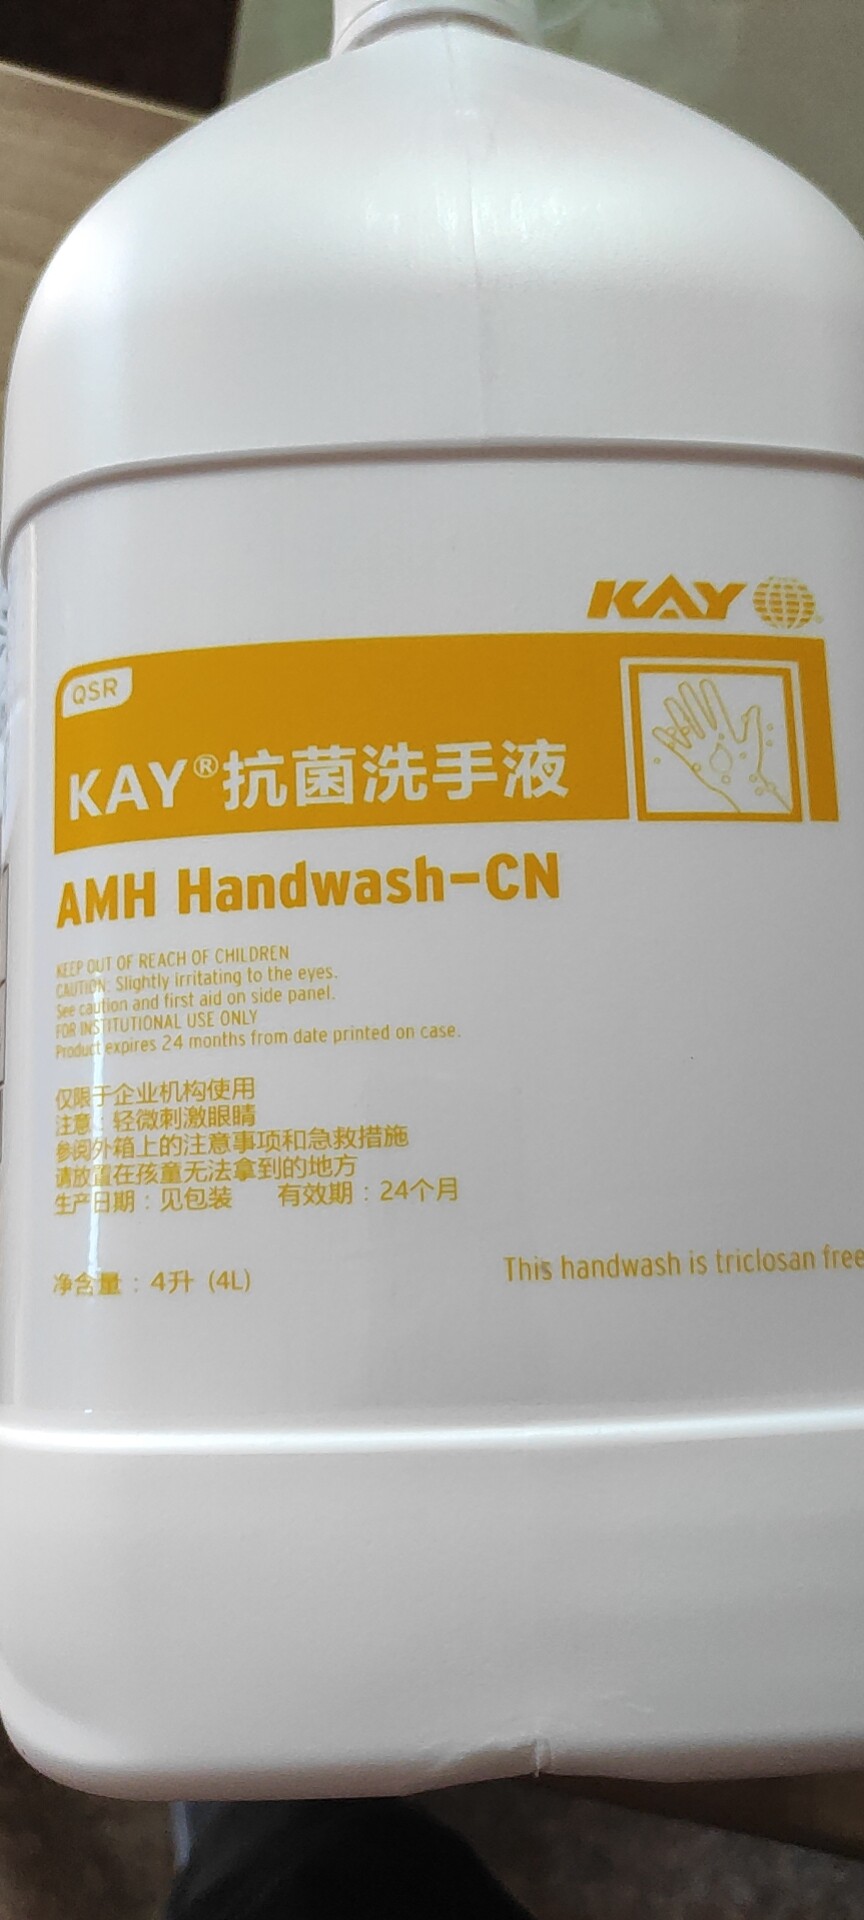 KAY
QSR
KAY®抗菌洗手液
AMH Handwash-CN
KEEP OUT OF REACH OF CHILDREN
CAUTION: Slightly irritating to the eyes.
See caution and first aid on side panel.
FOR INSTITUTIONAL USE ONLY
Product expires 24 months from date printed on case.
仅限于企业机构使用
注意：轻微刺激眼睛
参阅外箱上的注意事项和急救措施
请放置在孩童无法拿到的地方
生产日期：见包装 有效期：24个月
净含量：4升 (4L)
This handwash is triclosan free